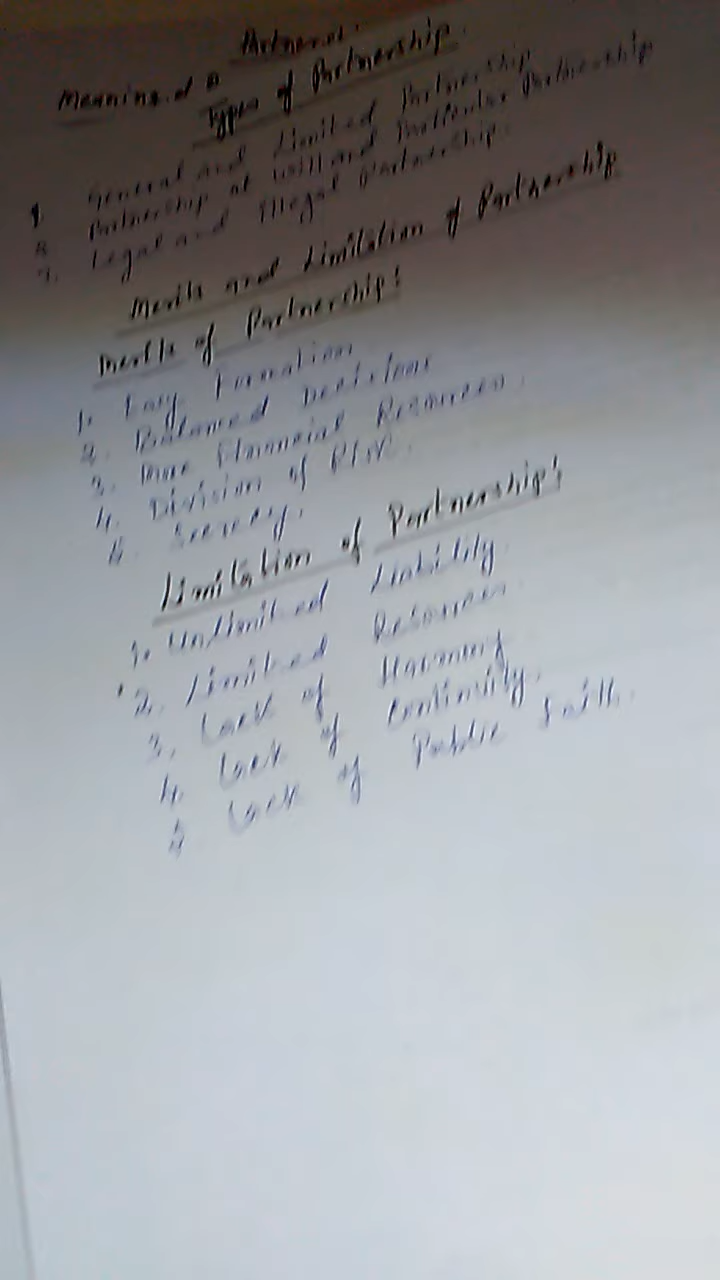 Partner
Meaning of a
Types of Partnership.
1. General and Limited Partnership
2. Partnership at will and Particular Partnership
3. Legal and Illegal Partnership.
Merits and Limitation of Partnership
Merits of Partnership:
1. Easy Formation
2. Balanced Decisions
3. More Financial Resources.
4. Division of Risk.
5. Secrecy.
Limitation of Partnership:
1. Unlimited Liability.
2. Limited Resources.
3. Lack of Harmony
4. Lack of Continuity.
5. Lack of Public Faith.